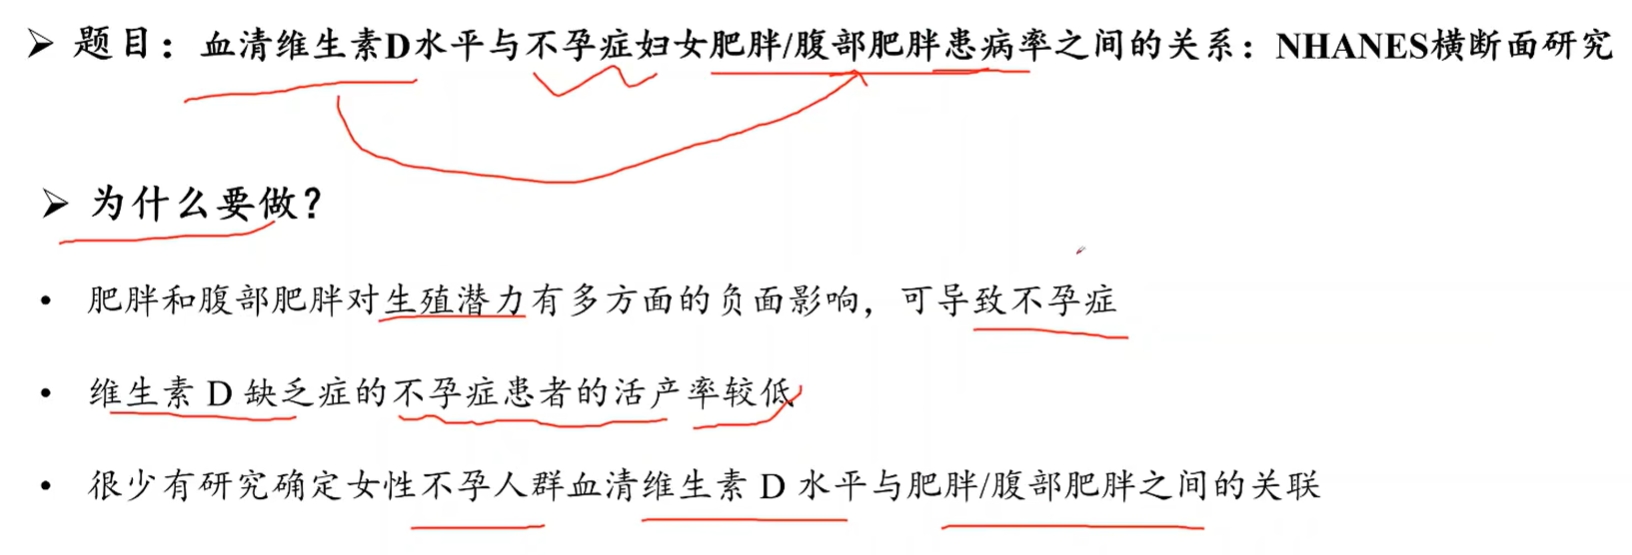 ➢ 题目：血清维生素D水平与不孕症妇女肥胖/腹部肥胖患病率之间的关系：NHANES横断面研究
➢ 为什么要做？
• 肥胖和腹部肥胖对生殖潜力有多方面的负面影响，可导致不孕症
• 维生素 D 缺乏症的不孕症患者的活产率较低
• 很少有研究确定女性不孕人群血清维生素 D 水平与肥胖/腹部肥胖之间的关联